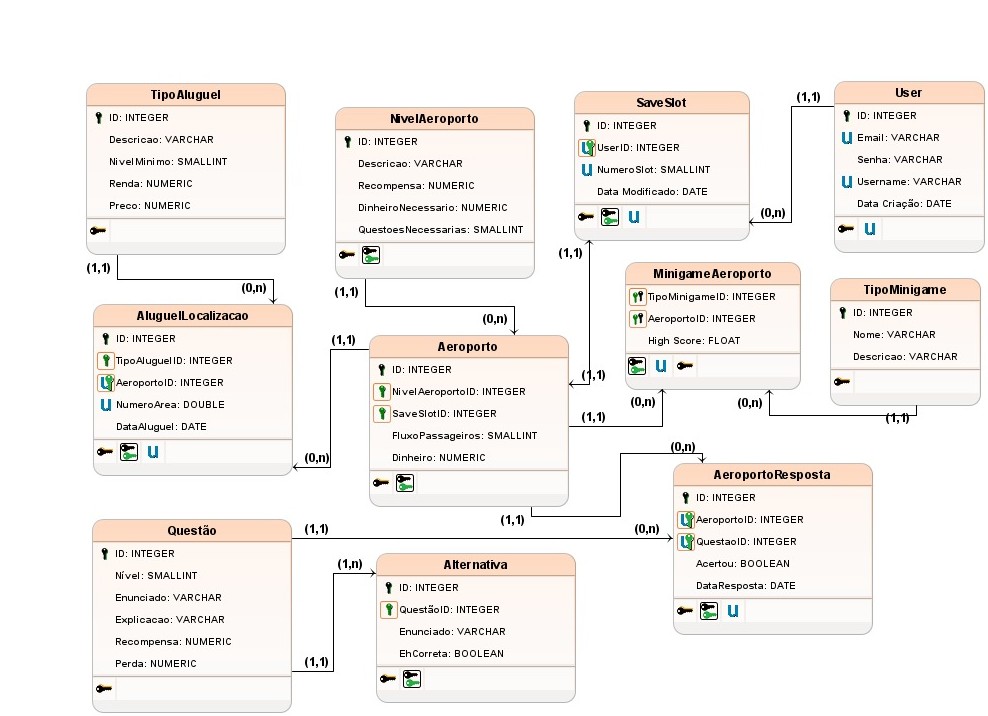 TipoAluguel
ID: INTEGER
Descricao: VARCHAR
NivelMinimo: SMALLINT
Renda: NUMERIC
Preco: NUMERIC
(1,1)
(0,n)
NivelAeroporto
ID: INTEGER
Descricao: VARCHAR
Recompensa: NUMERIC
DinheiroNecessario: NUMERIC
QuestoesNecessarias: SMALLINT
(1,1)
(0,n)
SaveSlot
ID: INTEGER
UserID: INTEGER
U NumeroSlot: SMALLINT
Data Modificado: DATE
U
(1,1)
(1,1)
(1,1)
(0,n)
User
ID: INTEGER
U Email: VARCHAR
Senha: VARCHAR
U Username: VARCHAR
Data Criação: DATE
U
MinigameAeroporto
TipoMinigameID: INTEGER
AeroportoID: INTEGER
High Score: FLOAT
U
(0,n)
(0,n)
TipoMinigame
ID: INTEGER
Nome: VARCHAR
Descricao: VARCHAR
(1,1)
AluguelLocalizacao
ID: INTEGER
TipoAluguelID: INTEGER
U AeroportoID: INTEGER
U NumeroArea: DOUBLE
DataAluguel: DATE
U
(1,1)
(0,n)
Aeroporto
ID: INTEGER
NivelAeroportoID: INTEGER
SaveSlotID: INTEGER
FluxoPassageiros: SMALLINT
Dinheiro: NUMERIC
(1,1)
(1,1)
(0,n)
AeroportoResposta
ID: INTEGER
U AeroportoID: INTEGER
U QuestaoID: INTEGER
Acertou: BOOLEAN
DataResposta: DATE
U
Questão
ID: INTEGER
Nível: SMALLINT
Enunciado: VARCHAR
Explicacao: VARCHAR
Recompensa: NUMERIC
Perda: NUMERIC
(1,1)
(0,n)
(1,n)
(1,1)
Alternativa
ID: INTEGER
QuestãoID: INTEGER
Enunciado: VARCHAR
EhCorreta: BOOLEAN